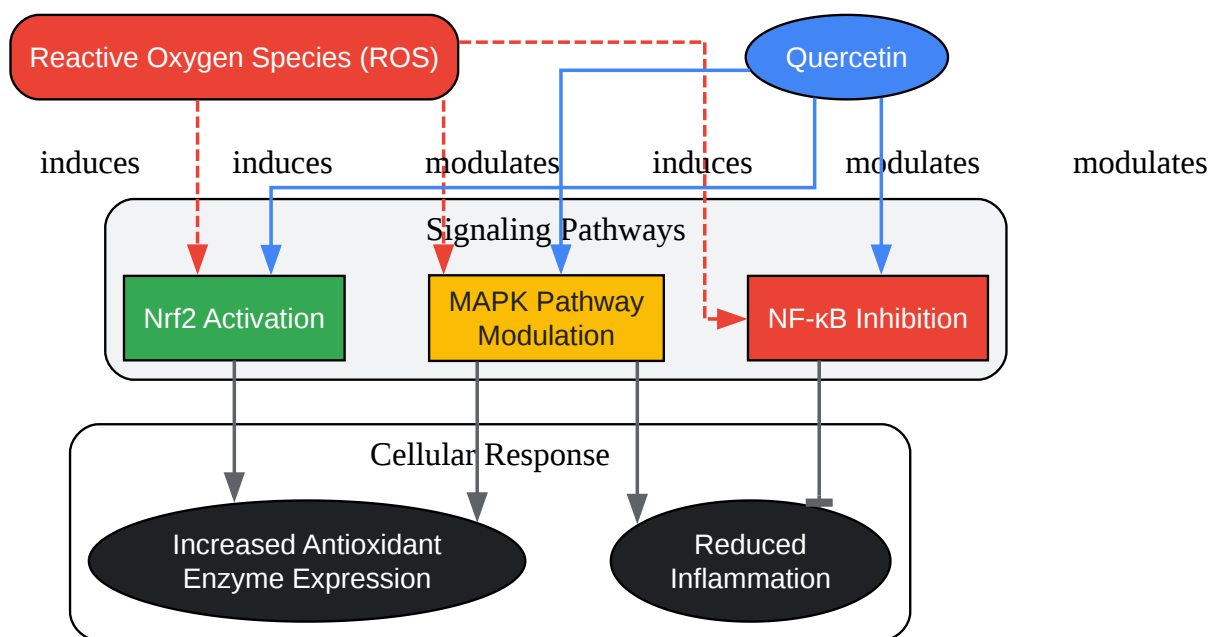 Reactive Oxygen Species (ROS)
Quercetin
induces
induces
modulates
induces
modulates
modulates
Signaling Pathways
Nrf2 Activation
MAPK Pathway
Modulation
NF-κB Inhibition
Cellular Response
Increased Antioxidant
Enzyme Expression
Reduced
Inflammation